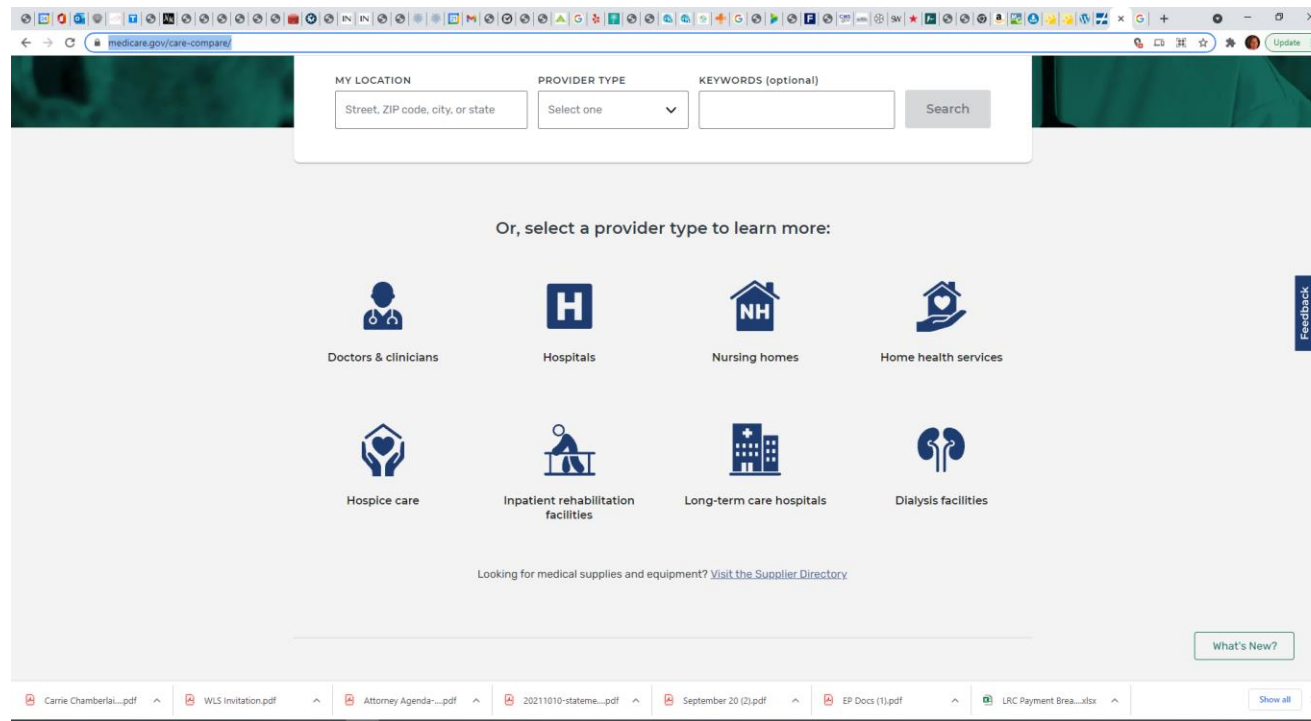 medicare.gov/care-compare/
Update
MY LOCATION PROVIDER TYPE KEYWORDS (optional)
Street, ZIP code, city, or state Select one Search
Or, select a provider type to learn more:
H NH
Doctors & clinicians Hospitals Nursing homes Home health services
Feedback
Hospice care Inpatient rehabilitation Long-term care hospitals Dialysis facilities
facilities
Looking for medical supplies and equipment? Visit the Supplier Directory
What's New?
Carrie Chamberlai....pdf WLS Invitation.pdf Attorney Agenda-....pdf 20211010-stateme....pdf September 20 (2).pdf EP Docs (1).pdf LRC Payment Brea....xlsx Show all